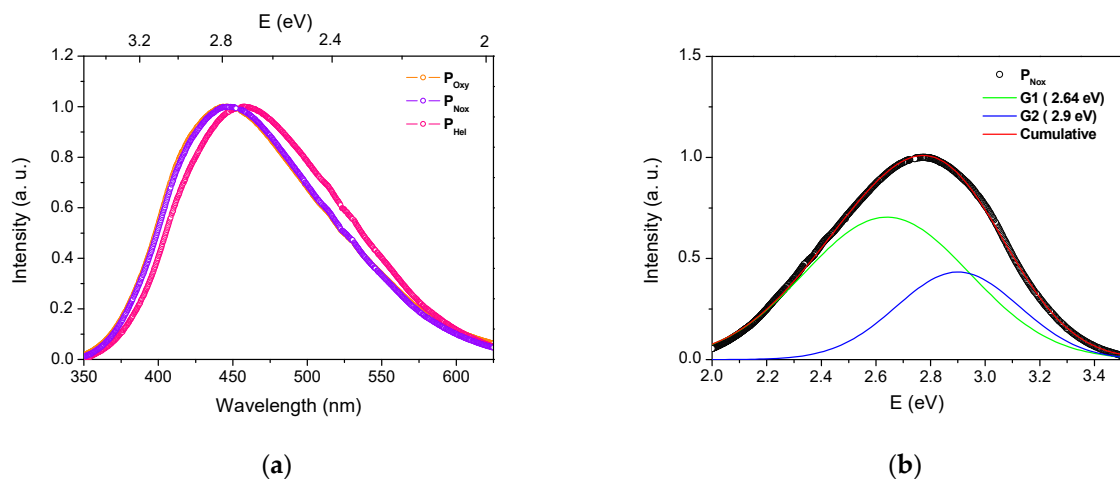 E (eV)
3.2 2.8 2.4 2
1.2
1.0
0.8
0.6
0.4
0.2
0.0
Intensity (a. u.)
P_Oxy
P_Nox
P_Hel
350 400 450 500 550 600
Wavelength (nm)
(a)
1.5
1.0
0.5
0.0
Intensity (a. u.)
P_Nox
G1 ( 2.64 eV)
G2 ( 2.9 eV)
Cumulative
2.0 2.2 2.4 2.6 2.8 3.0 3.2 3.4
E (eV)
(b)